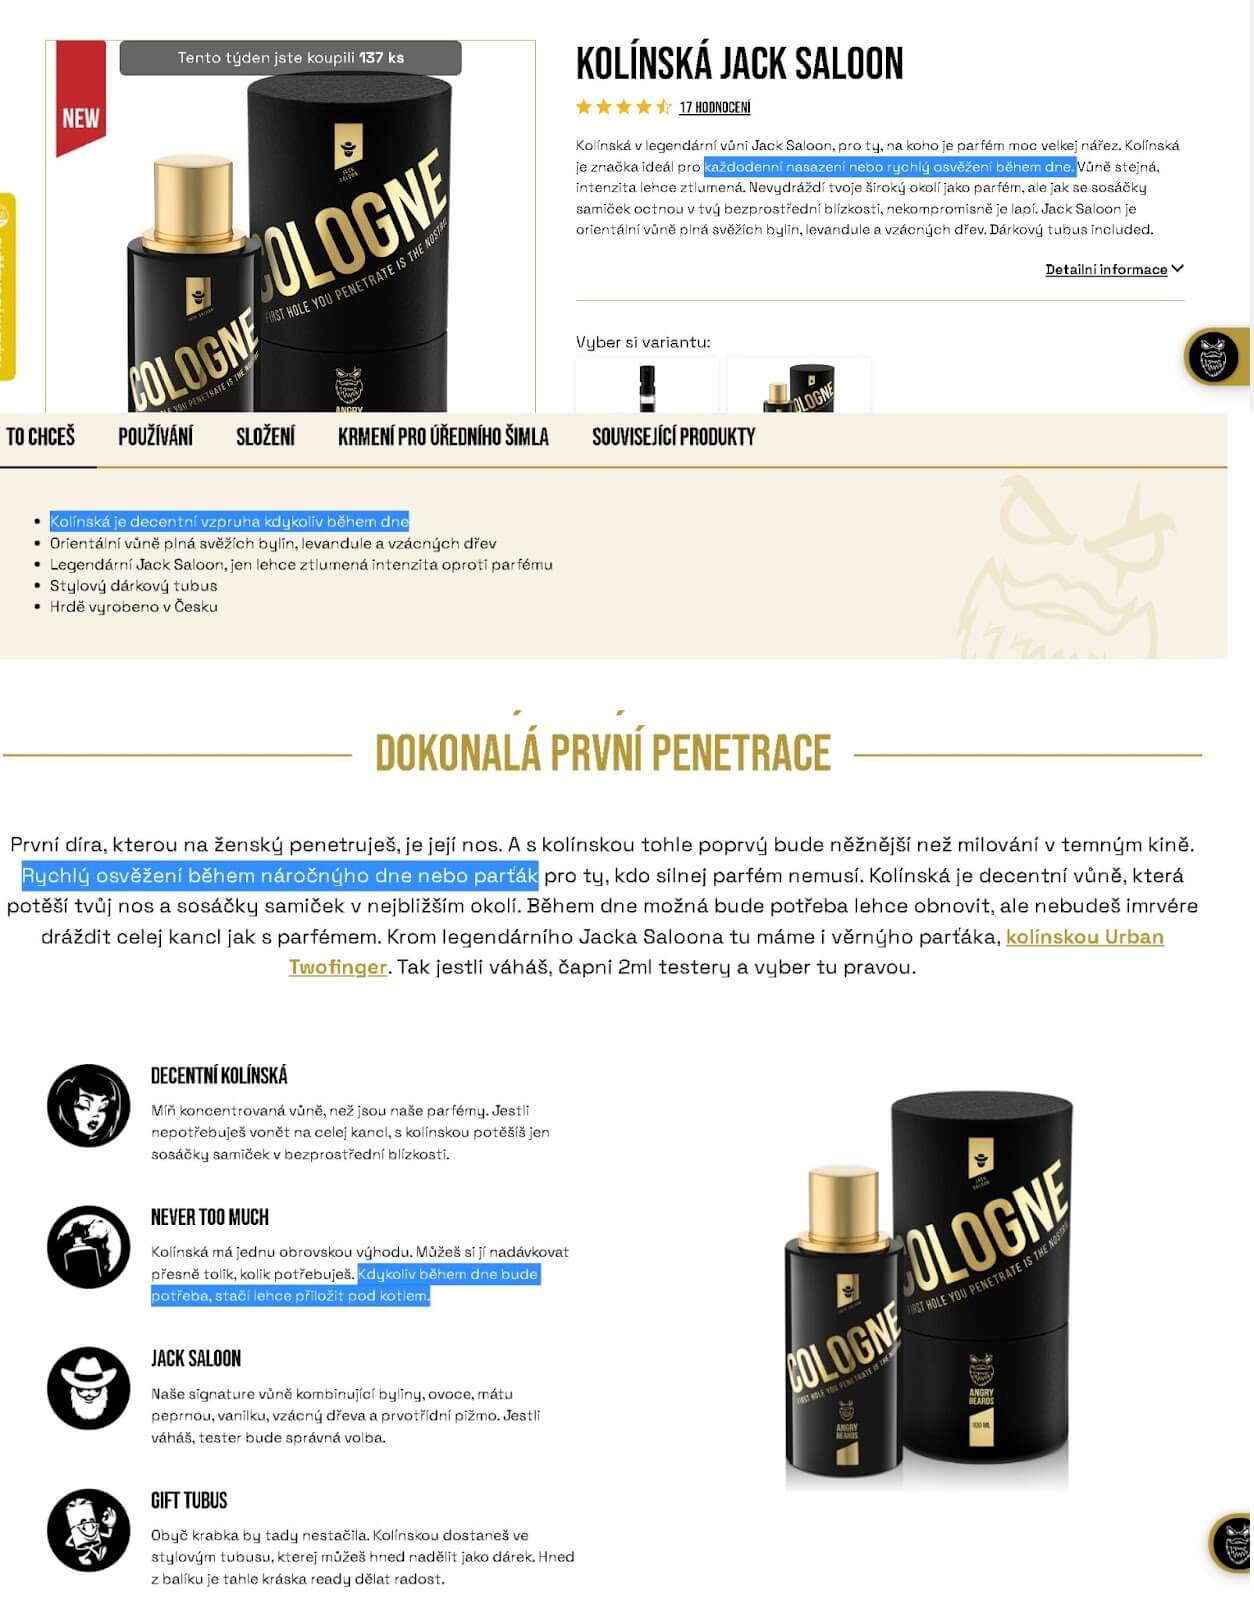 Tento týden jste koupili 137 ks
NEW
JACK
SALOON
COLOGNE
FIRST HOLE YOU PENETRATE IS THE NOSTRIL
COLOGNE
ANGRY
KOLÍNSKÁ JACK SALOON
17 HODNOCENÍ
Kolínská v legendární vůni Jack Saloon, pro ty, na koho je parfém moc velkej nářez. Kolínská
je značka ideál pro každodenní nasazení nebo rychlý osvěžení během dne. Vůně stejná,
intenzita lehce ztlumená. Nevydráždí tvoje široký okolí jako parfém, ale jak se sosáčky
samiček octnou v tvý bezprostřední blízkosti, nekompromisně je lapí. Jack Saloon je
orientální vůně plná svěžích bylin, levandule a vzácných dřev. Dárkový tubus included.
Detailní informace
Vyber si variantu:
COLOGNE
TO CHCEŠ POUŽÍVÁNÍ SLOŽENÍ KRMENÍ PRO ÚŘEDNÍHO ŠIMLA SOUVISEJÍCÍ PRODUKTY
Kolínská je decentní vzpruha kdykoliv během dne
Orientální vůně plná svěžích bylin, levandule a vzácných dřev
Legendární Jack Saloon, jen lehce ztlumená intenzita oproti parfému
Stylový dárkový tubus
Hrdě vyrobeno v Česku
DOKONALÁ PRVNÍ PENETRACE
První díra, kterou na ženský penetruješ, je její nos. A s kolínskou tohle poprvý bude něžnější než milování v temným kině.
Rychlý osvěžení během náročnýho dne nebo parťák pro ty, kdo silnej parfém nemusí. Kolínská je decentní vůně, která
potěší tvůj nos a sosáčky samiček v nejbližším okolí. Během dne možná bude potřeba lehce obnovit, ale nebudeš imrvére
dráždit celej kancl jak s parfémem. Krom legendárního Jacka Saloona tu máme i věrnýho parťáka, kolínskou Urban
Twofinger. Tak jestli váháš, čapni 2ml testery a vyber tu pravou.
DECENTNÍ KOLÍNSKÁ
Míň koncentrovaná vůně, než jsou naše parfémy. Jestli
nepotřebuješ vonět na celej kancl, s kolínskou potěšíš jen
sosáčky samiček v bezprostřední blízkosti.
NEVER TOO MUCH
Kolínská má jednu obrovskou výhodu. Můžeš si jí nadávkovat
přesně tolik, kolik potřebuješ. Kdykoliv během dne bude
potřeba, stačí lehce přiložit pod kotlem.
JACK SALOON
Naše signature vůně kombinující byliny, ovoce, mátu
peprnou, vanilku, vzácný dřeva a prvotřídní pižmo. Jestli
váháš, tester bude správná volba.
GIFT TUBUS
Obyč krabka by tady nestačila. Kolínskou dostaneš ve
stylovým tubusu, kterej můžeš hned nadělit jako dárek. Hned
z balíku je tahle kráska ready dělat radost.
JACK
SALOON
COLOGNE
FIRST HOLE YOU PENETRATE IS THE NOSTRIL
ANGRY
BEARDS
100 ML
COLOGNE
ANGRY
BEARDS